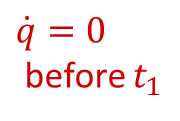 q̇ = 0
before t₁